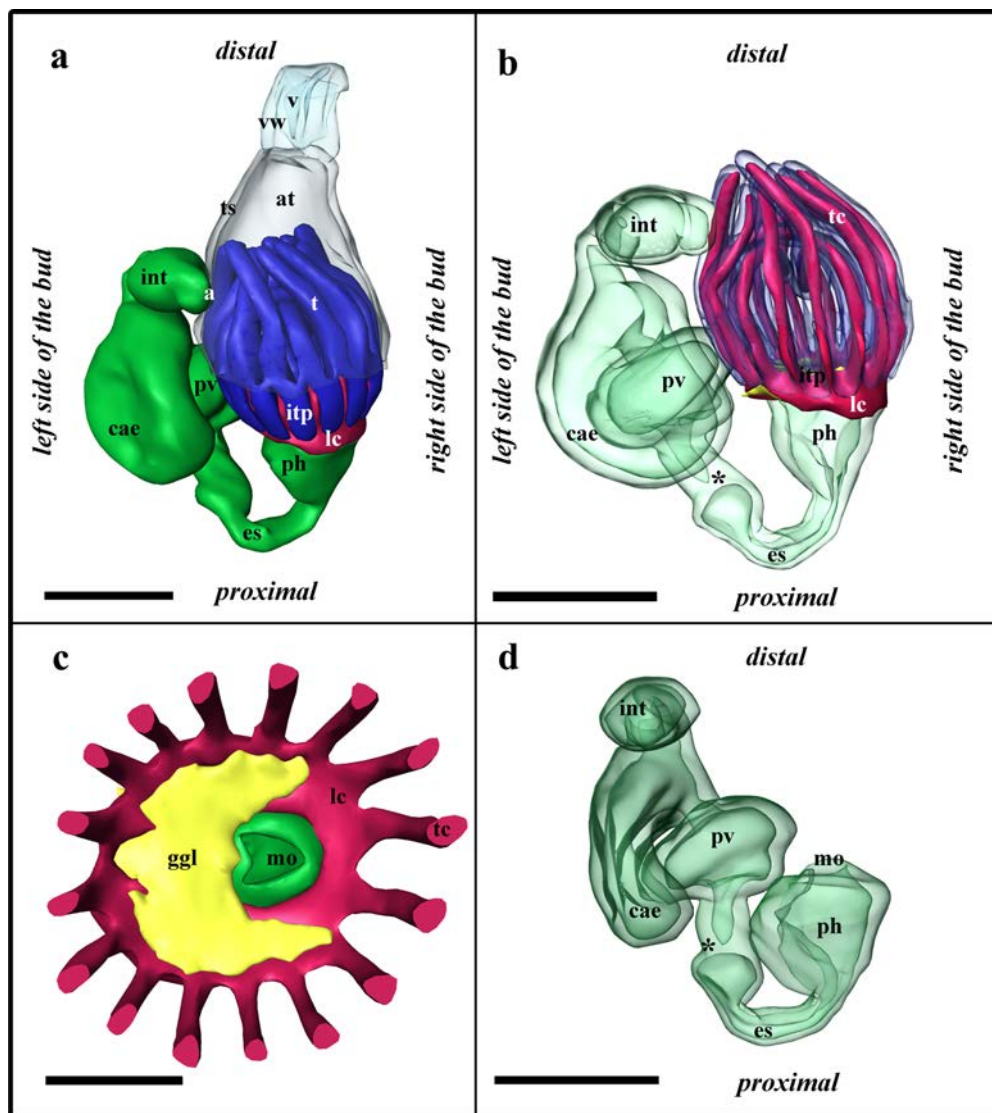 a
distal
v
vw
ts
at
int
a
t
pv
itp
cae
lc
ph
es
left side of the bud
right side of the bud
proximal
b
distal
int
tc
pv
itp
lc
cae
ph
*
es
left side of the bud
right side of the bud
proximal
c
lc
tc
ggl
mo
d
distal
int
pv
mo
cae
ph
*
es
proximal